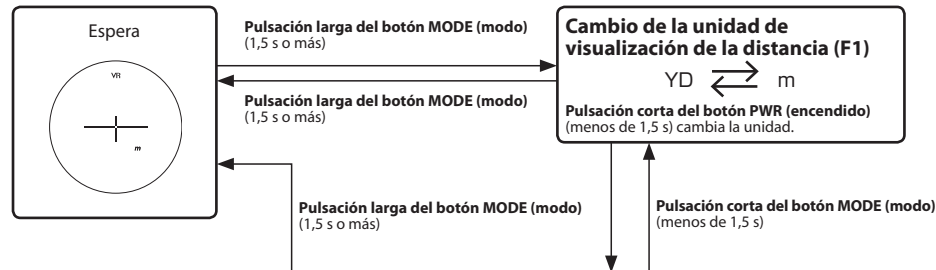 Espera
VR
m
Pulsación larga del botón MODE (modo)
(1,5 s o más)
Pulsación larga del botón MODE (modo)
(1,5 s o más)
Cambio de la unidad de
visualización de la distancia (F1)
YD m
Pulsación corta del botón PWR (encendido)
(menos de 1,5 s) cambia la unidad.
Pulsación larga del botón MODE (modo)
(1,5 s o más)
Pulsación corta del botón MODE (modo)
(menos de 1,5 s)